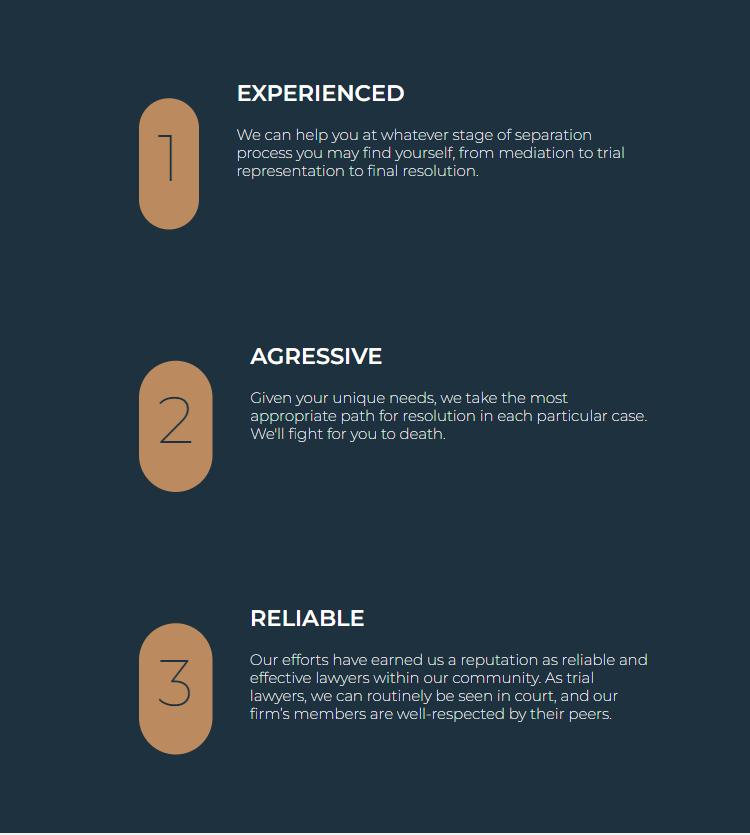 1
EXPERIENCED
We can help you at whatever stage of separation
process you may find yourself, from mediation to trial
representation to final resolution.
2
AGRESSIVE
Given your unique needs, we take the most
appropriate path for resolution in each particular case.
We'll fight for you to death.
3
RELIABLE
Our efforts have earned us a reputation as reliable and
effective lawyers within our community. As trial
lawyers, we can routinely be seen in court, and our
firm’s members are well-respected by their peers.